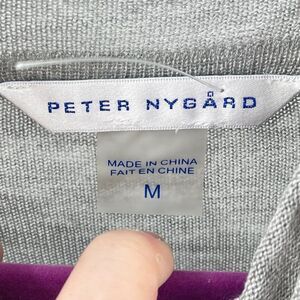 PETER NYGÅRD
MADE IN CHINA
FAIT EN CHINE
M